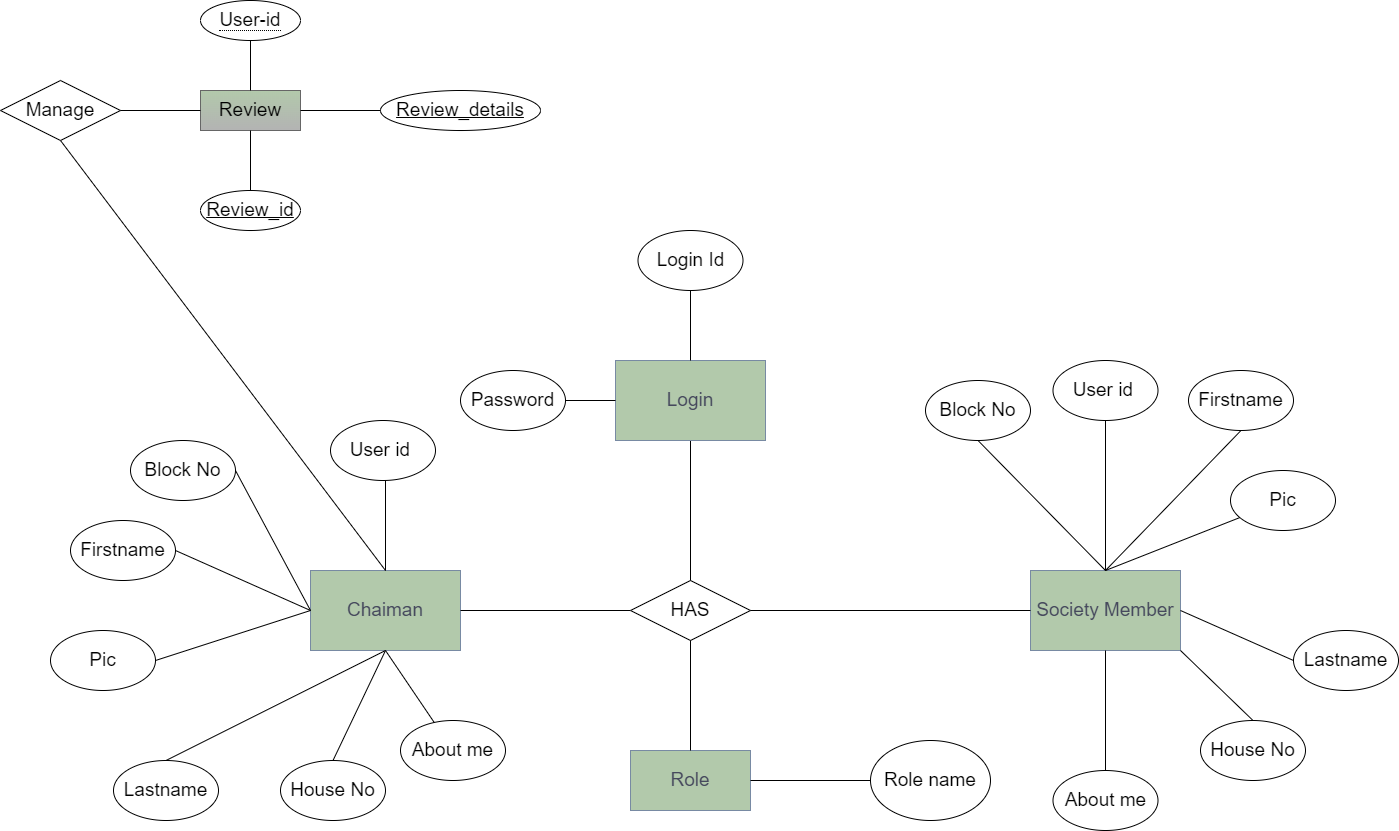 User-id
Manage
Review
Review_details
Review_id
Login Id
Password
Login
Block No
User id
Firstname
Pic
User id
Block No
Firstname
Pic
Chaiman
HAS
Society Member
Lastname
House No
About me
Lastname
House No
About me
Role
Role name